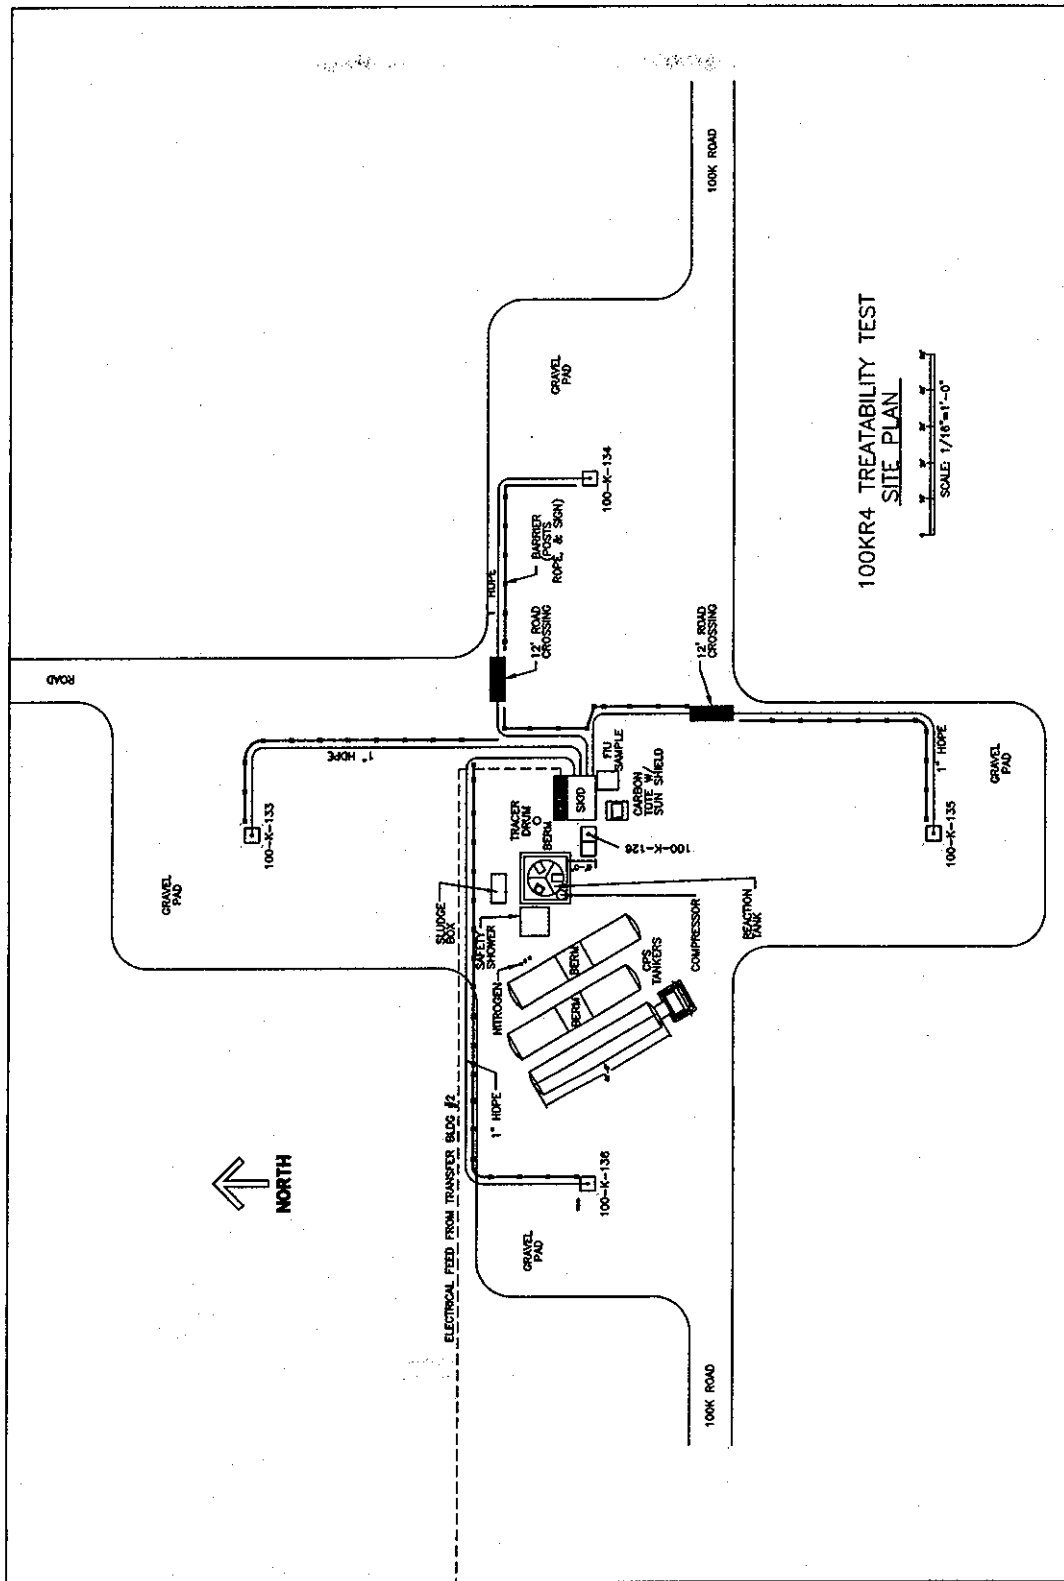 ROAD
100K ROAD
GRAVEL
PAD
100-K-134
BARRIER
(POSTS
ROPE, & SIGN)
1" HDPE
12' ROAD
CROSSING
12' ROAD
CROSSING
1" HDPE
100-K-133
GRAVEL
PAD
SAMPLE
CARBON
TOTE W/
SUN SHIELD
SKID
TRACER
DRUM
BERM
100-K-126
SLUDGE
BOX
SAFETY
SHOWER
NITROGEN
BERM
BERM
CPS
TANKERS
COMPRESSOR
REACTION
TANK
1" HDPE
100-K-135
GRAVEL
PAD
1" HDPE
ELECTRICAL FEED FROM TRANSFER BLDG #2
100-K-136
GRAVEL
PAD
NORTH
100K ROAD
100KR4 TREATABILITY TEST
SITE PLAN
SCALE: 1/16"=1'-0"